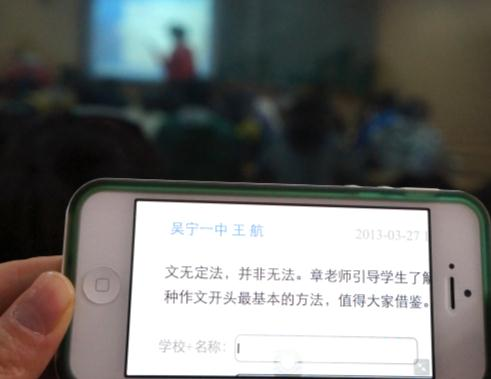 吴宁一中 王 航
2013-03-27
文无定法，并非无法。章老师引导学生了解
种作文开头最基本的方法，值得大家借鉴。
学校+名称：